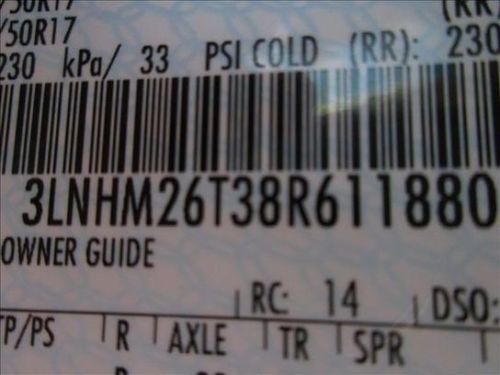 /50R17
230 kPa/ 33 PSI COLD (RR): 230
3LNHM26T38R611880
OWNER GUIDE
RC: 14 DSO:
TP/PS R AXLE TR SPR